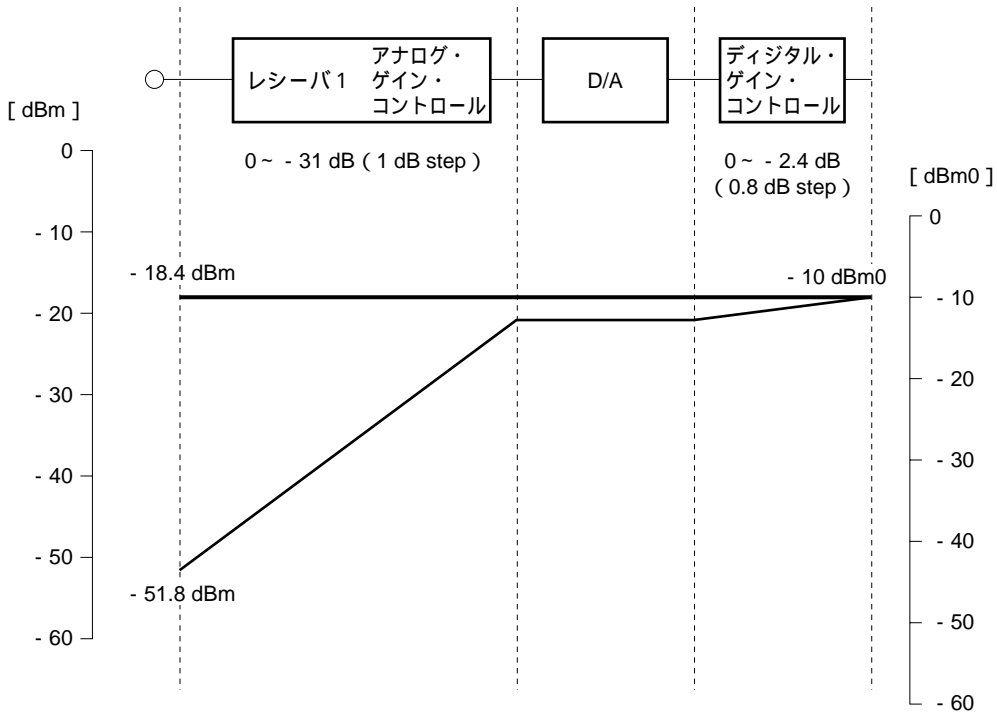 レシーバ 1
アナログ・
ゲイン・
コントロール
D/A
ディジタル・
ゲイン・
コントロール
[ dBm ]
0 ~ - 31 dB ( 1 dB step )
0 ~ - 2.4 dB
( 0.8 dB step )
[ dBm0 ]
0
- 10
- 20
- 30
- 40
- 50
- 60
- 18.4 dBm
- 10 dBm0
- 51.8 dBm
0
- 10
- 20
- 30
- 40
- 50
- 60